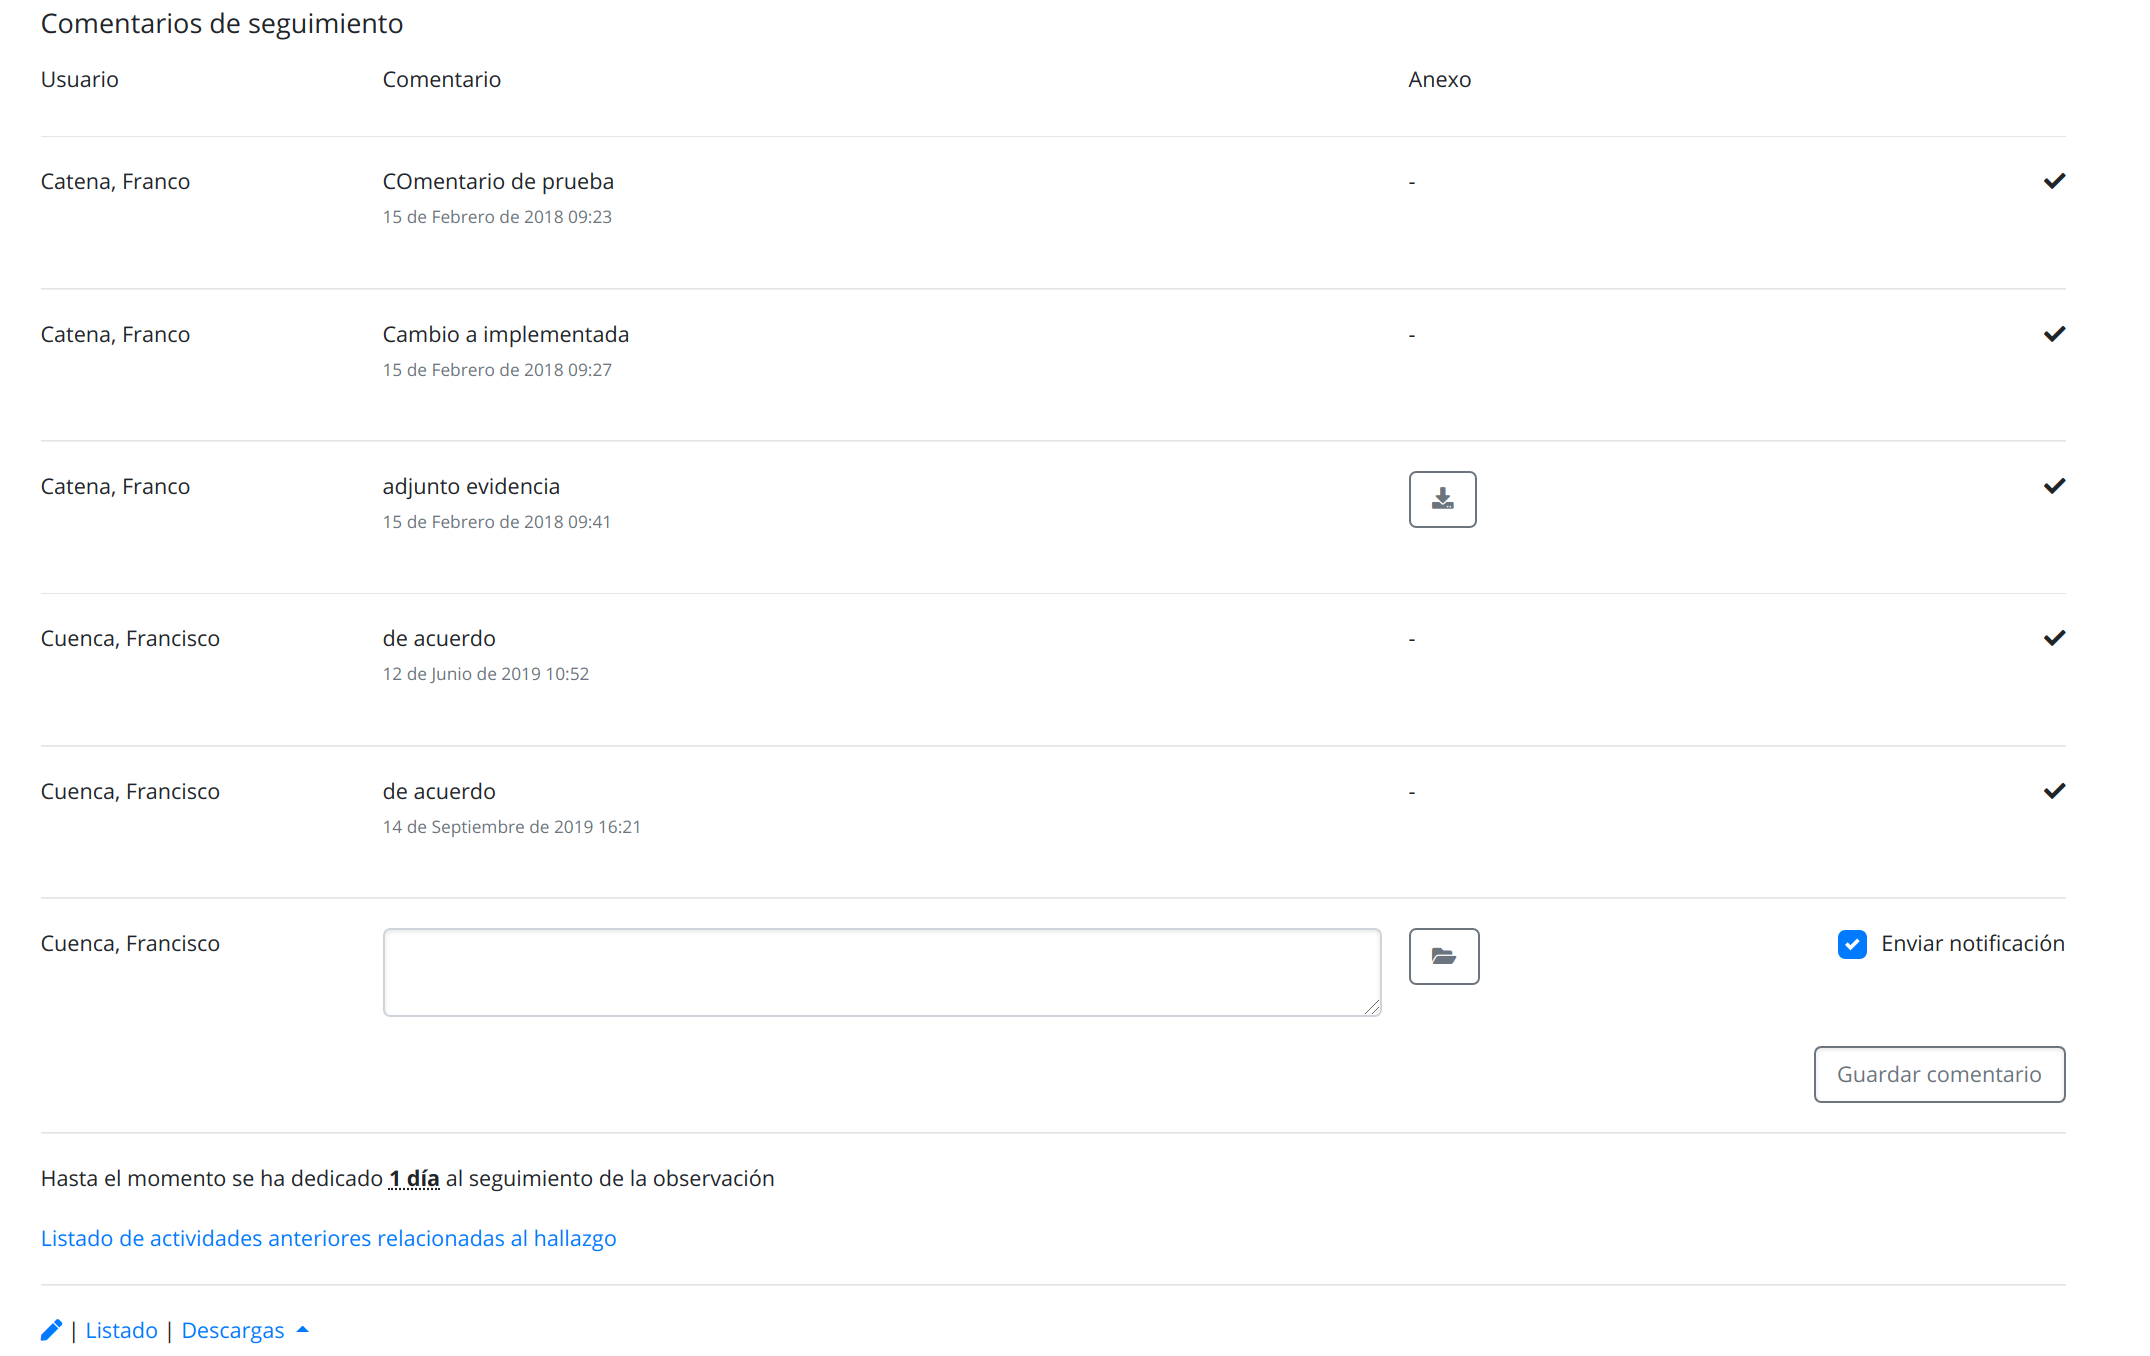 Comentarios de seguimiento
Usuario Comentario Anexo
Catena, Franco COmentario de prueba -
15 de Febrero de 2018 09:23
Catena, Franco Cambio a implementada -
15 de Febrero de 2018 09:27
Catena, Franco adjunto evidencia
15 de Febrero de 2018 09:41
Cuenca, Francisco de acuerdo -
12 de Junio de 2019 10:52
Cuenca, Francisco de acuerdo -
14 de Septiembre de 2019 16:21
Cuenca, Francisco Enviar notificación
Guardar comentario
Hasta el momento se ha dedicado 1 día al seguimiento de la observación
Listado de actividades anteriores relacionadas al hallazgo
| Listado | Descargas